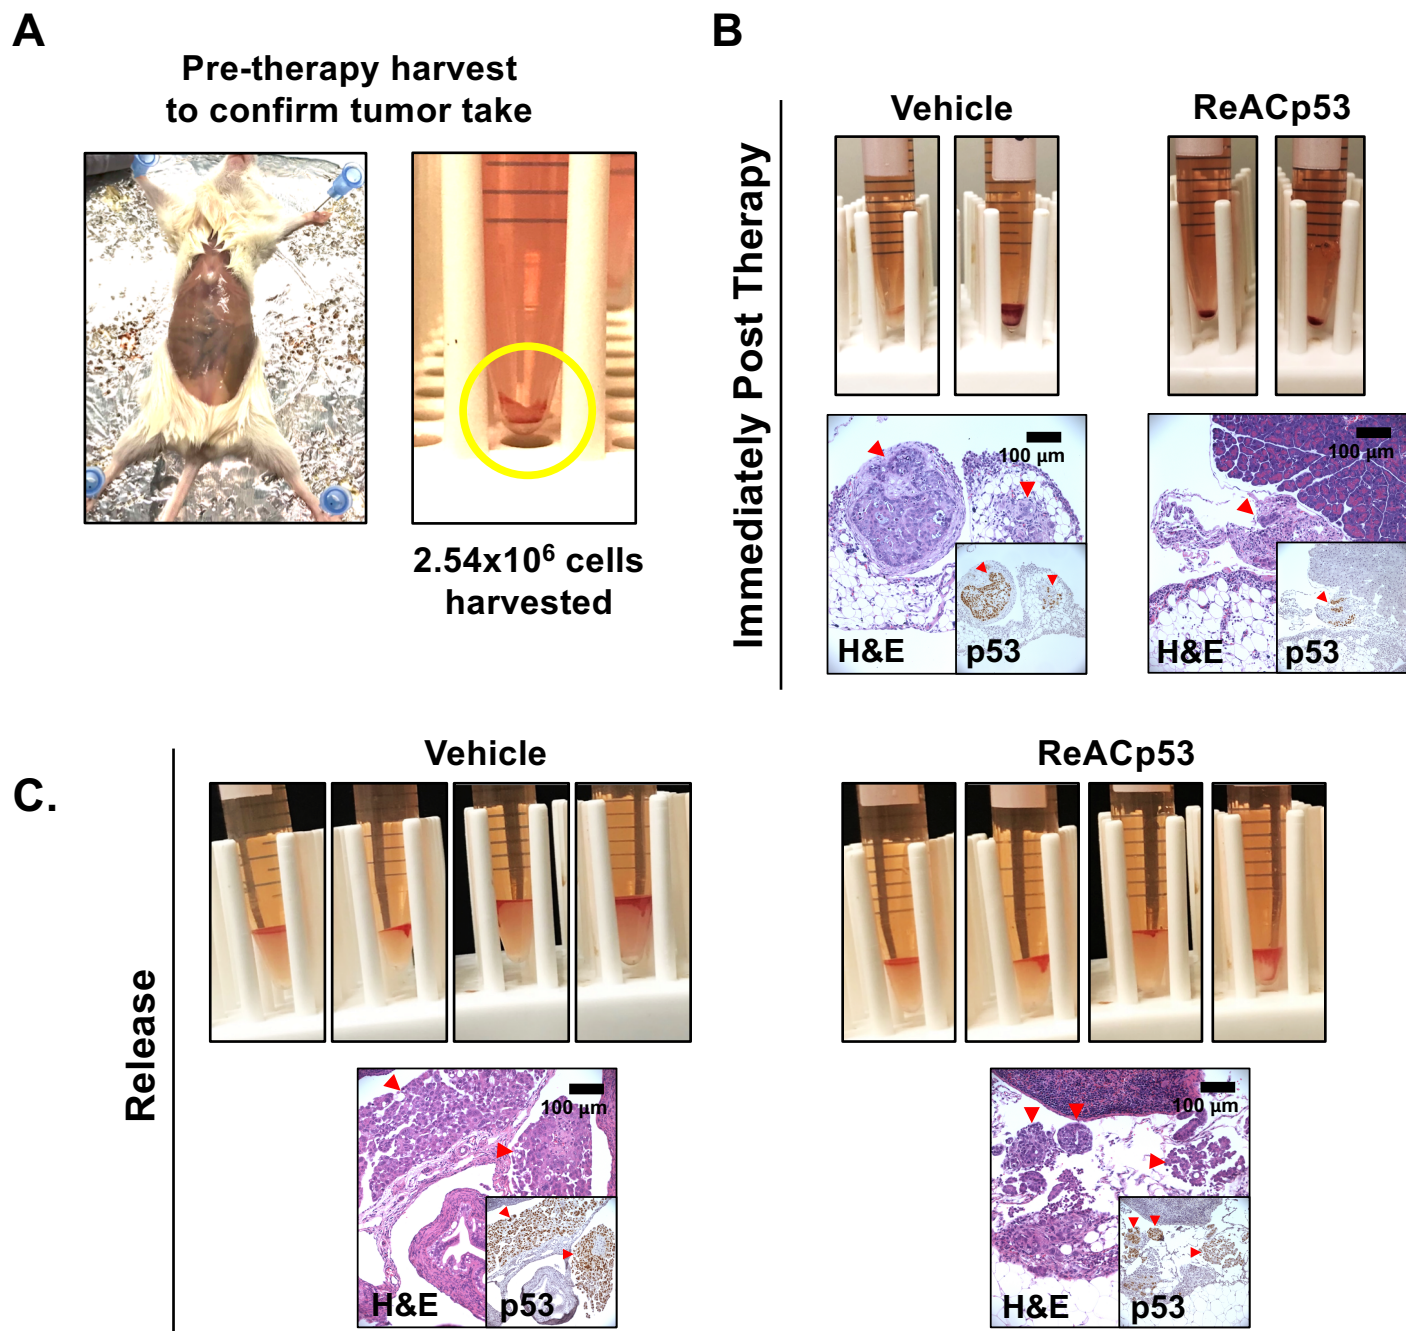 A
Pre-therapy harvest
to confirm tumor take
2.54x10⁶ cells
harvested
B
Immediately Post Therapy
Vehicle
ReACp53
100 µm
H&E
p53
100 µm
H&E
p53
C.
Release
Vehicle
ReACp53
100 µm
H&E
p53
100 µm
H&E
p53